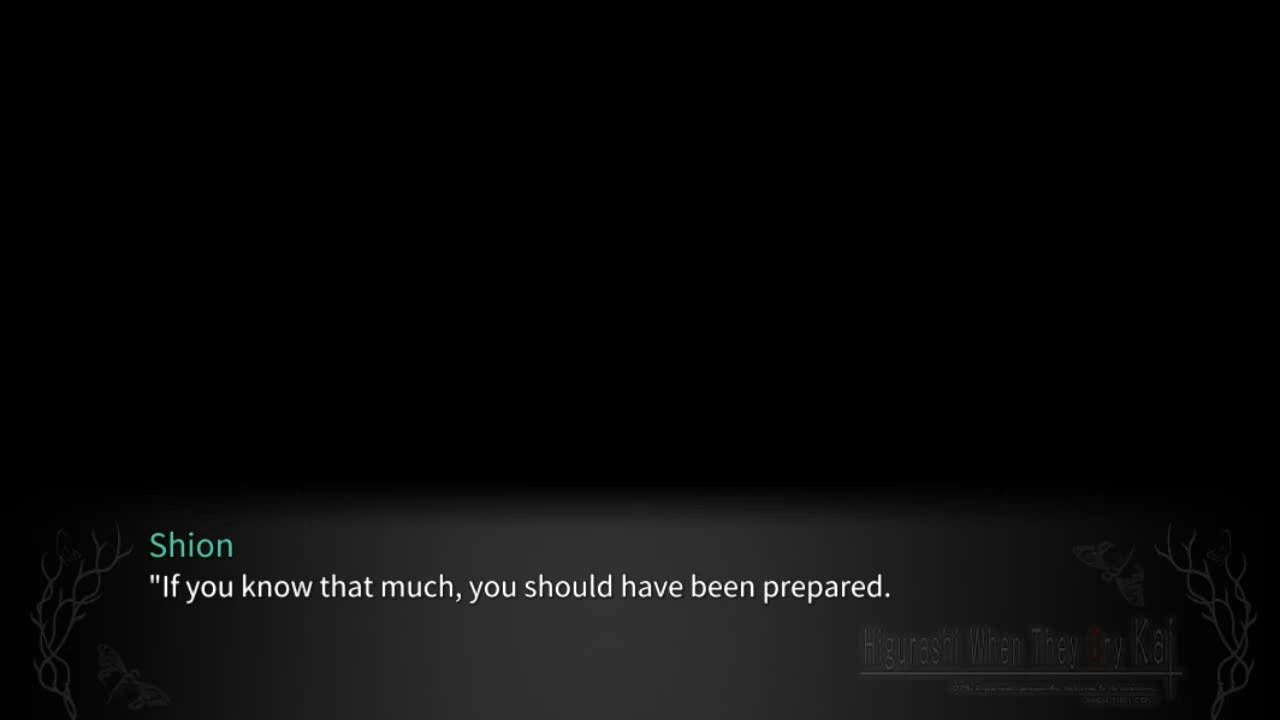 Shion
"If you know that much, you should have been prepared.
Higurashi When They Cry Kai